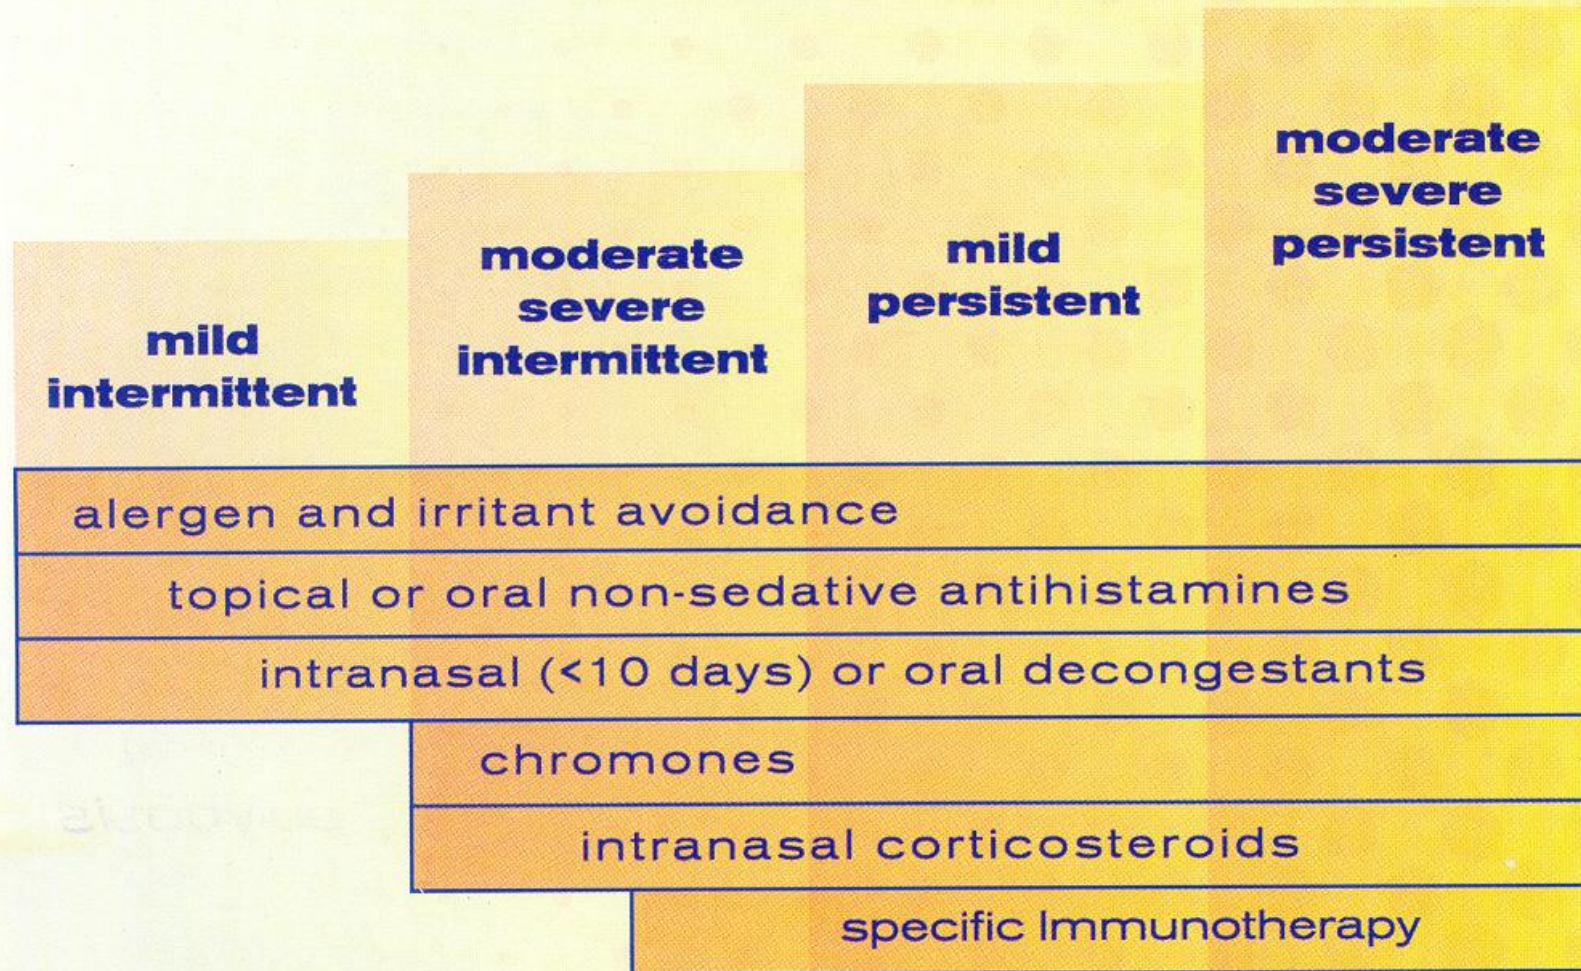 mild
intermittent
moderate
severe
intermittent
mild
persistent
moderate
severe
persistent
alergen and irritant avoidance
topical or oral non-sedative antihistamines
intranasal (<10 days) or oral decongestants
chromones
intranasal corticosteroids
specific Immunotherapy